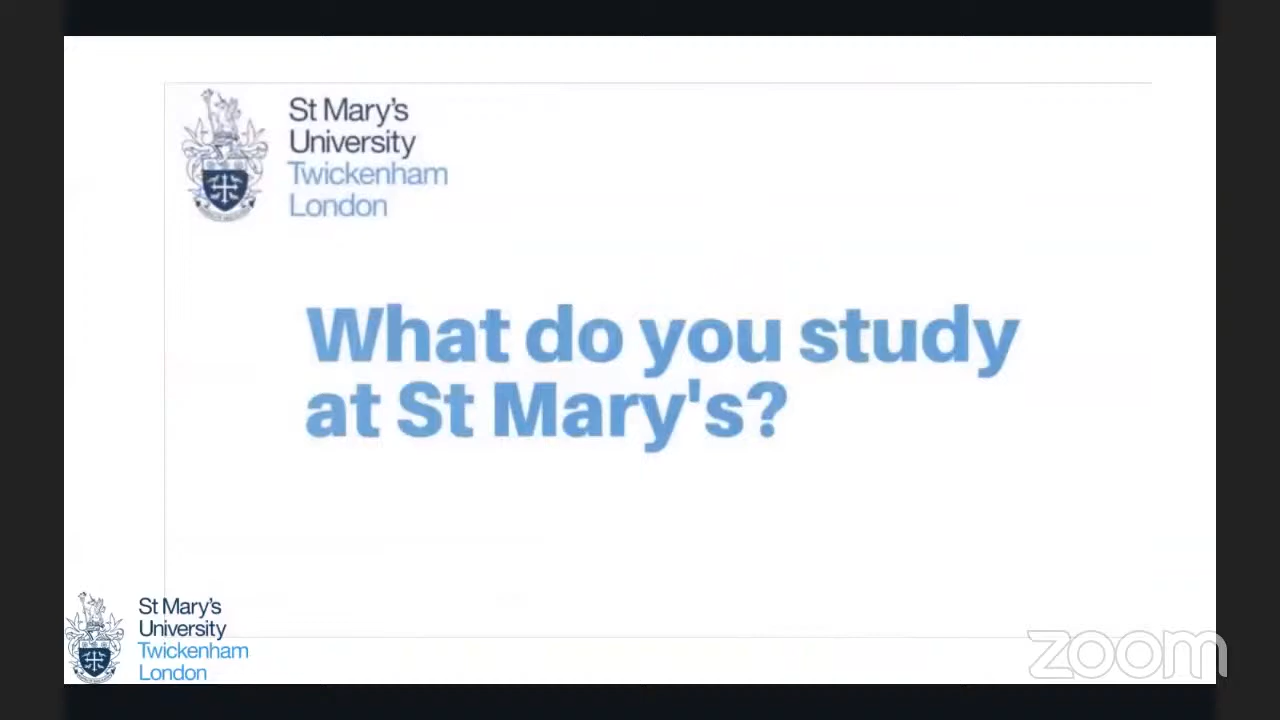 St Mary's
University
Twickenham
London
What do you study
at St Mary's?
St Mary's
University
Twickenham
London
zoom